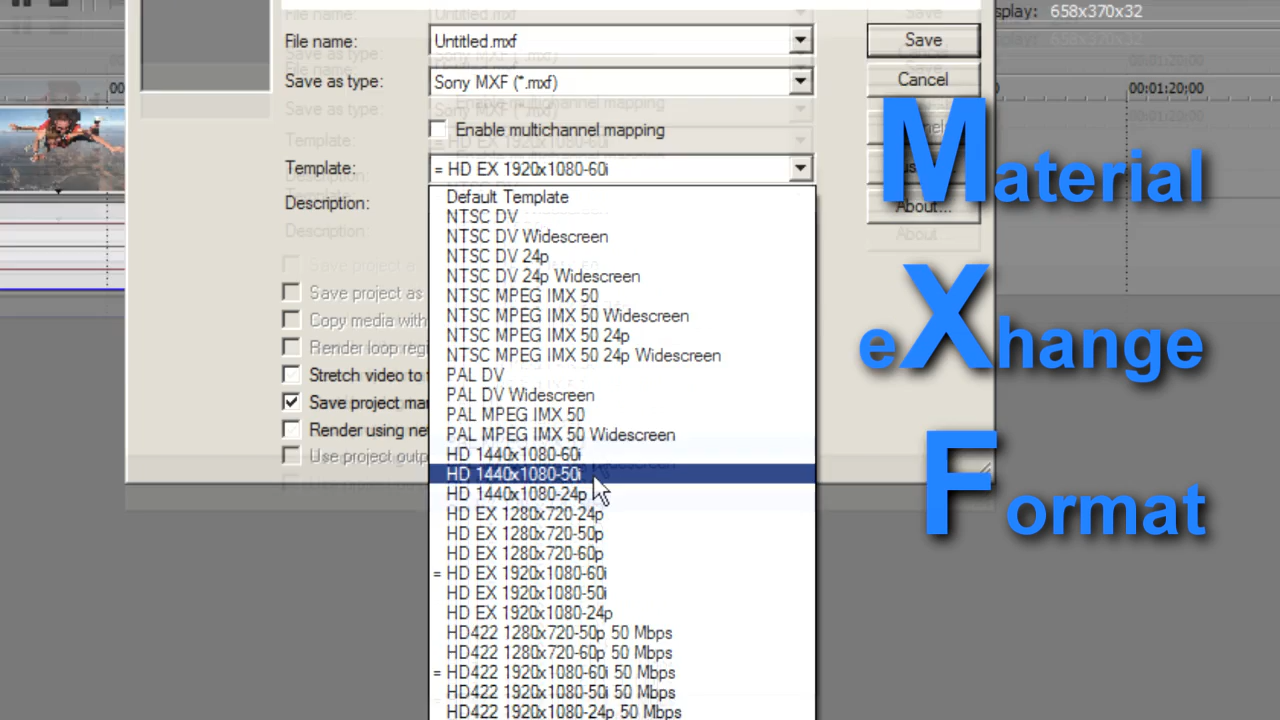 splay: 658x370x32
File name: Untitled.mxf Save
Save as type: Sony MXF (*.mxf) Cancel
Enable multichannel mapping
Template: = HD EX 1920x1080-60i
Description: About...
Default Template
NTSC DV
NTSC DV Widescreen
NTSC DV 24p
NTSC DV 24p Widescreen
NTSC MPEG IMX 50
NTSC MPEG IMX 50 Widescreen
NTSC MPEG IMX 50 24p
NTSC MPEG IMX 50 24p Widescreen
PAL DV
PAL DV Widescreen
PAL MPEG IMX 50
PAL MPEG IMX 50 Widescreen
HD 1440x1080-60i
HD 1440x1080-50i
HD 1440x1080-24p
HD EX 1280x720-24p
HD EX 1280x720-50p
HD EX 1280x720-60p
= HD EX 1920x1080-60i
HD EX 1920x1080-50i
HD EX 1920x1080-24p
HD422 1280x720-50p 50 Mbps
HD422 1280x720-60p 50 Mbps
= HD422 1920x1080-60i 50 Mbps
HD422 1920x1080-50i 50 Mbps
HD422 1920x1080-24p 50 Mbps
Save project as
Copy media with
Render loop regi
Stretch video to f
Save project mar
Render using net
Use project outp
00:01:20;00
Material
eXhange
Format